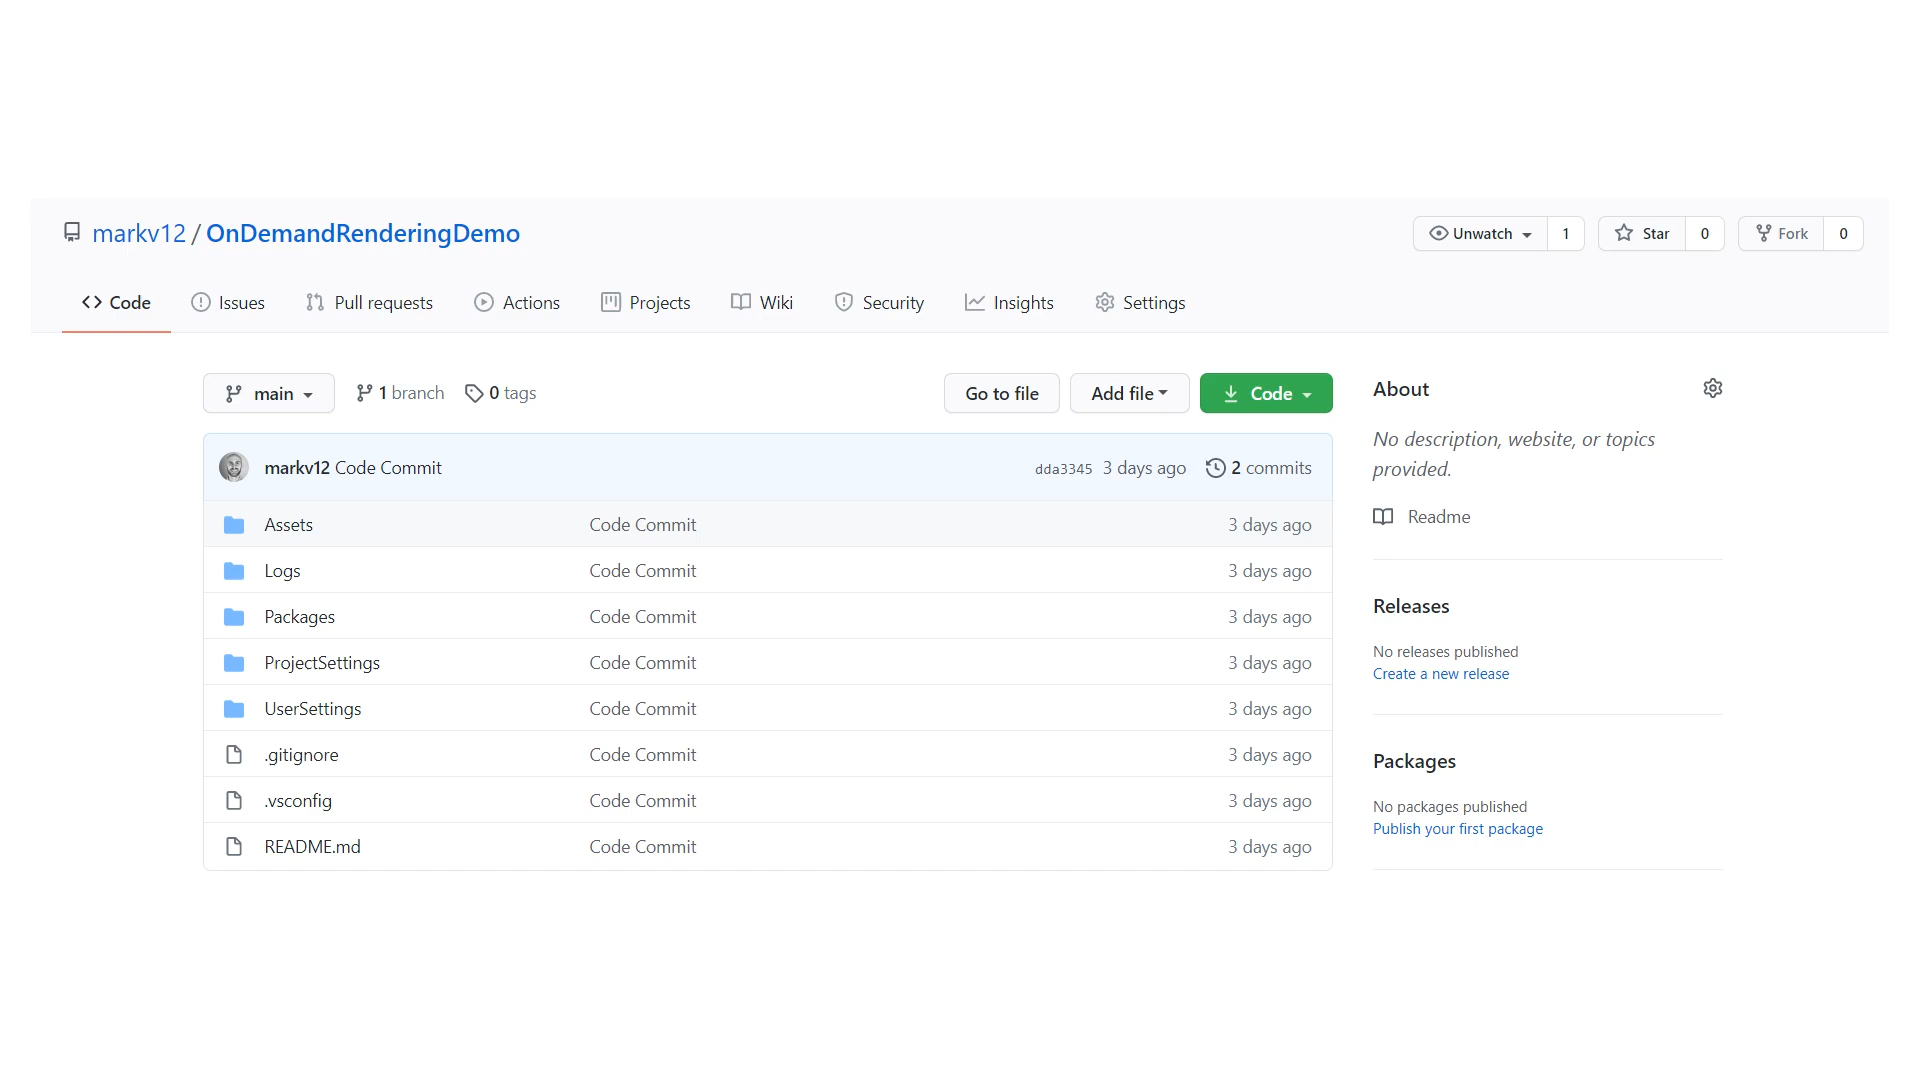 markv12 / OnDemandRenderingDemo
Unwatch 1 Star 0 Fork 0
Code Issues Pull requests Actions Projects Wiki Security Insights Settings
main 1 branch 0 tags Go to file Add file Code
markv12 Code Commit dda3345 3 days ago 2 commits
Assets Code Commit 3 days ago
Logs Code Commit 3 days ago
Packages Code Commit 3 days ago
ProjectSettings Code Commit 3 days ago
UserSettings Code Commit 3 days ago
.gitignore Code Commit 3 days ago
.vsconfig Code Commit 3 days ago
README.md Code Commit 3 days ago
About
No description, website, or topics
provided.
Readme
Releases
No releases published
Create a new release
Packages
No packages published
Publish your first package